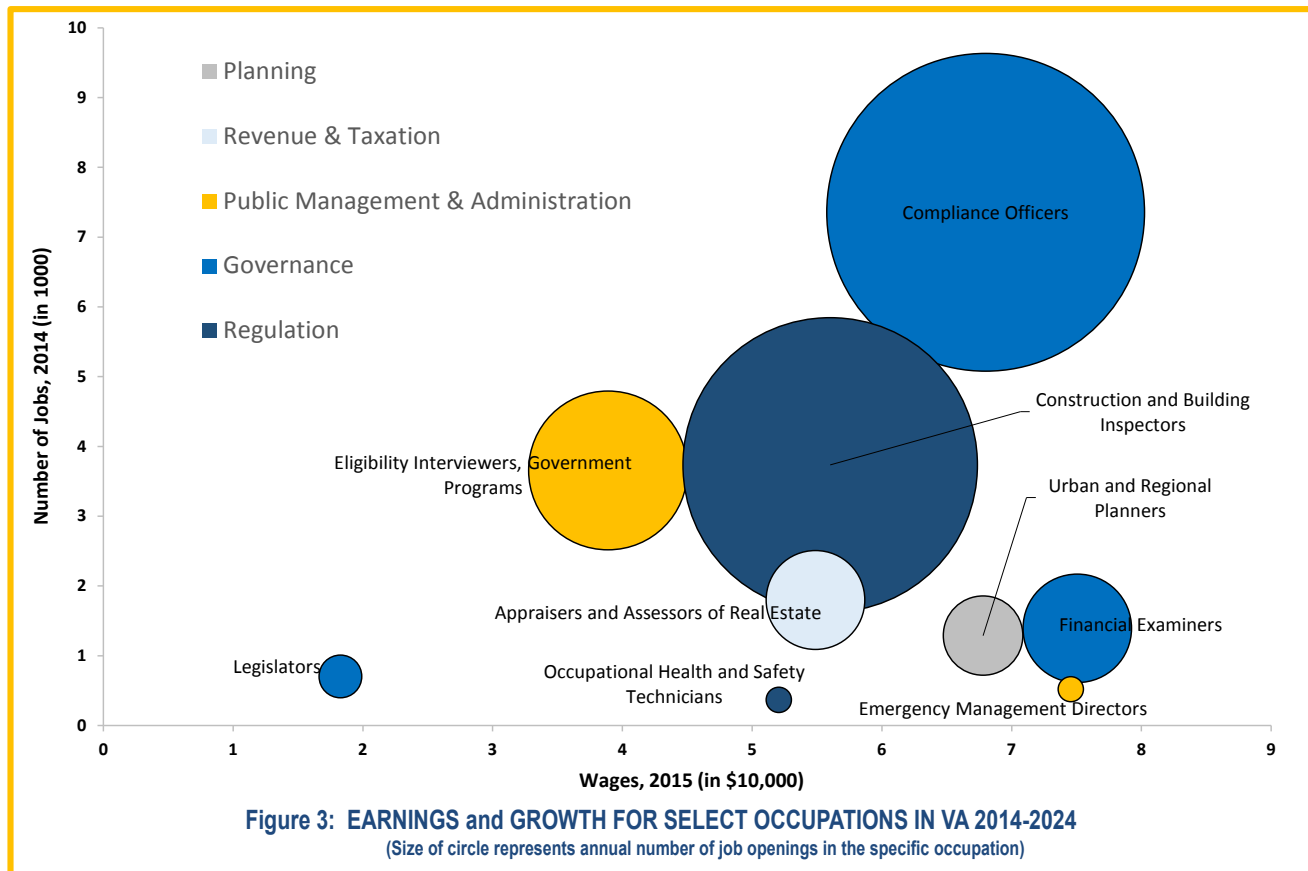 10
9
8
7
6
5
4
3
2
1
0
Number of Jobs, 2014 (in 1000)
Planning
Revenue & Taxation
Public Management & Administration
Governance
Regulation
Compliance Officers
Construction and Building
Inspectors
Eligibility Interviewers, Government
Programs
Urban and Regional
Planners
Appraisers and Assessors of Real Estate
Financial Examiners
Legislators
Occupational Health and Safety
Technicians
Emergency Management Directors
0 1 2 3 4 5 6 7 8 9
Wages, 2015 (in $10,000)
Figure 3: EARNINGS and GROWTH FOR SELECT OCCUPATIONS IN VA 2014-2024
(Size of circle represents annual number of job openings in the specific occupation)